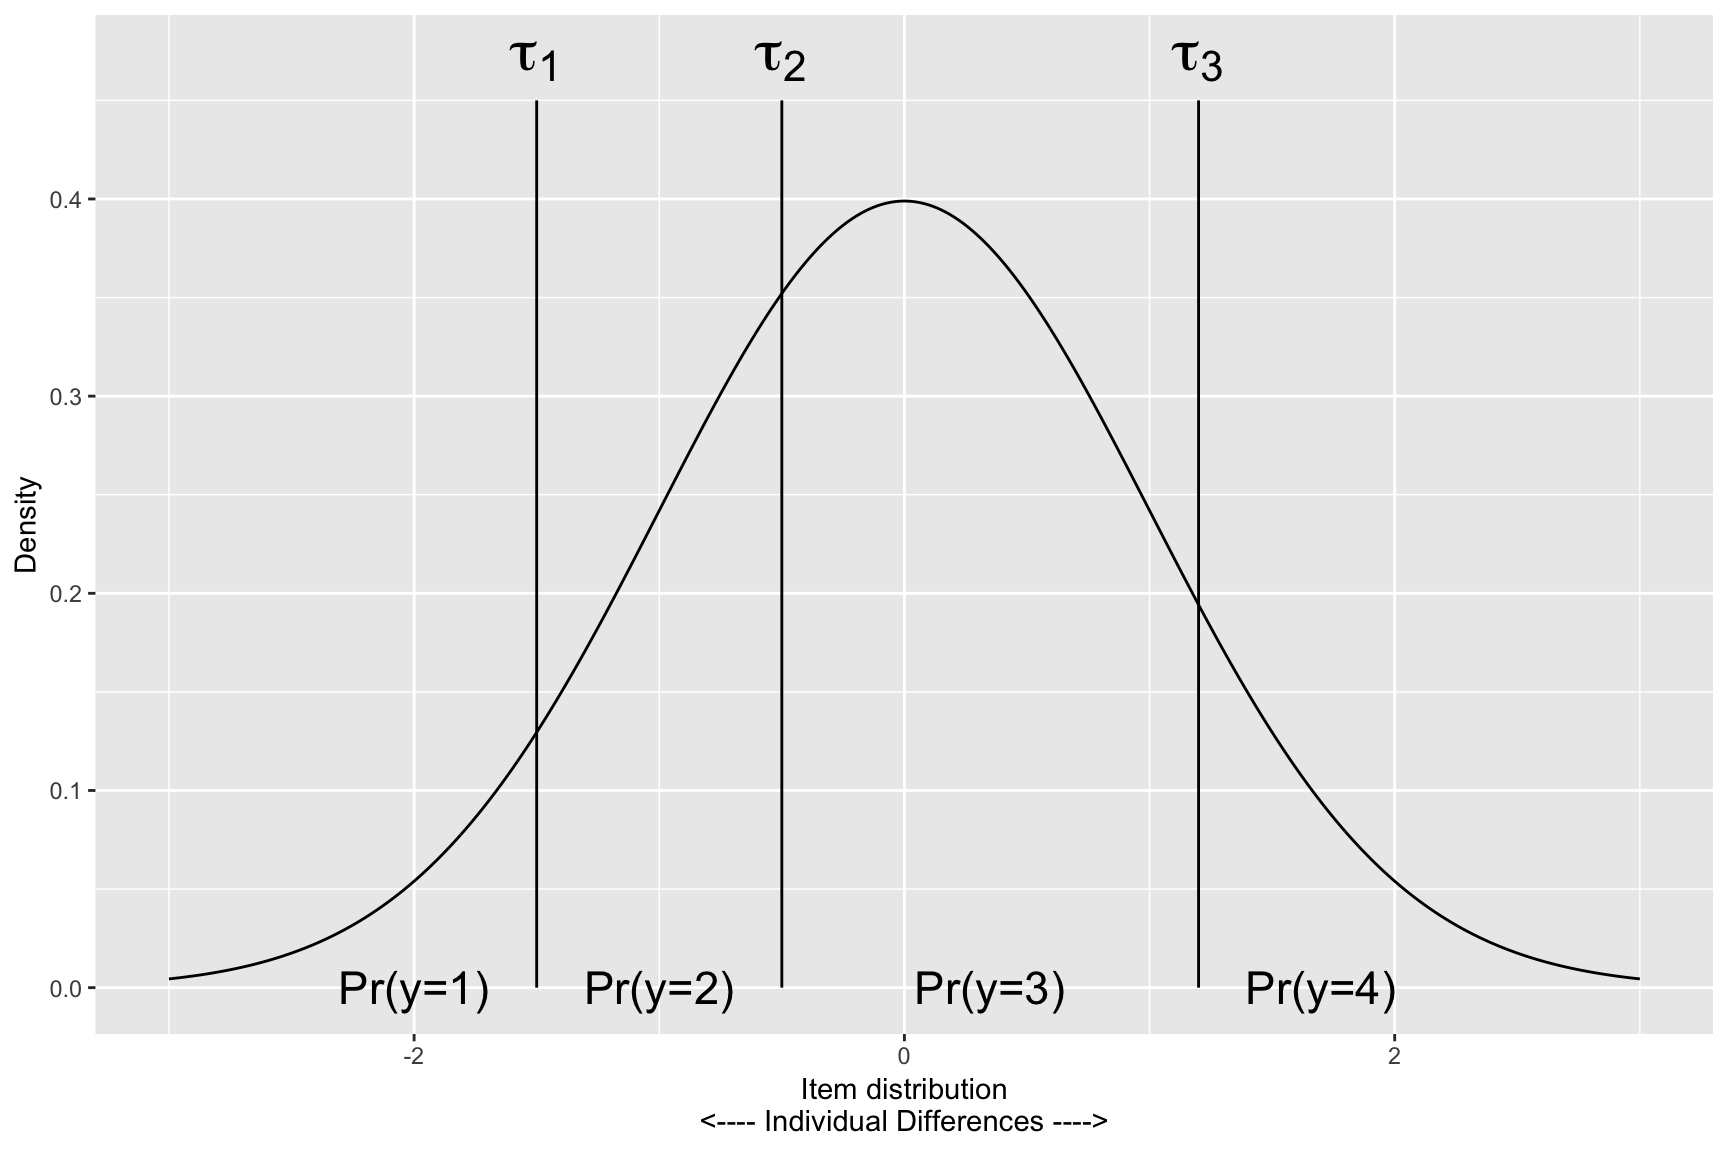 τ1 τ2 τ3
0.4
0.3
0.2
0.1
0.0
Density
Pr(y=1) Pr(y=2) Pr(y=3) Pr(y=4)
-2 0 2
Item distribution
<---- Individual Differences ---->